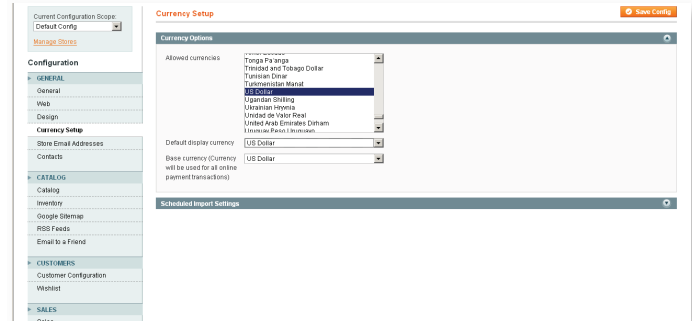 Current Configuration Scope:
Default Config
Manage Stores
Configuration
GENERAL
General
Web
Design
Currency Setup
Store Email Addresses
Contacts
CATALOG
Catalog
Inventory
Google Sitemap
RSS Feeds
Email to a Friend
CUSTOMERS
Customer Configuration
Wishlist
SALES
Currency Setup
Save Config
Currency Options
Allowed currencies
Tonga Pa'anga
Trinidad and Tobago Dollar
Tunisian Dinar
Turkmenistan Manat
US Dollar
Ugandan Shilling
Ukrainian Hryvnia
Unidad de Valor Real
United Arab Emirates Dirham
Uruguay Peso Uruguayo
Default display currency
US Dollar
Base currency (Currency
will be used for all online
payment transactions)
US Dollar
Scheduled Import Settings